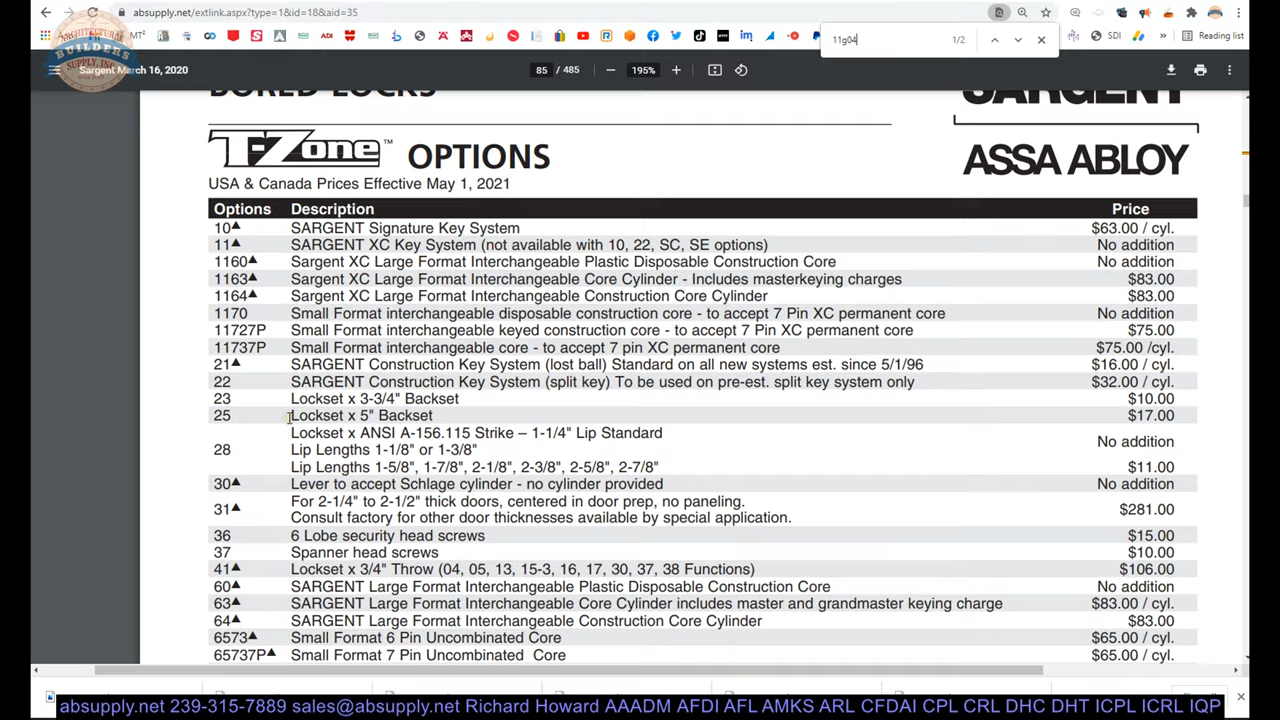 absupply.net/extlink.aspx?type=1&id=18&aid=35
11g04
1/2
MT²
SDI
Reading list
ARCHITECTURAL
BUILDERS
SUPPLY, INC
Sargent March 16, 2020
85 / 485
195%
BORED LOCKS
SARGENT
T-Zone™ OPTIONS
ASSA ABLOY
USA & Canada Prices Effective May 1, 2021
Options Description Price
10▲ SARGENT Signature Key System $63.00 / cyl.
11▲ SARGENT XC Key System (not available with 10, 22, SC, SE options) No addition
1160▲ Sargent XC Large Format Interchangeable Plastic Disposable Construction Core No addition
1163▲ Sargent XC Large Format Interchangeable Core Cylinder - Includes masterkeying charges $83.00
1164▲ Sargent XC Large Format Interchangeable Construction Core Cylinder $83.00
1170 Small Format interchangeable disposable construction core - to accept 7 Pin XC permanent core No addition
11727P Small Format interchangeable keyed construction core - to accept 7 Pin XC permanent core $75.00
11737P Small Format interchangeable core - to accept 7 pin XC permanent core $75.00 /cyl.
21▲ SARGENT Construction Key System (lost ball) Standard on all new systems est. since 5/1/96 $16.00 / cyl.
22 SARGENT Construction Key System (split key) To be used on pre-est. split key system only $32.00 / cyl.
23 Lockset x 3-3/4" Backset $10.00
25 Lockset x 5" Backset $17.00
28 Lockset x ANSI A-156.115 Strike – 1-1/4" Lip Standard
Lip Lengths 1-1/8" or 1-3/8" No addition
Lip Lengths 1-5/8", 1-7/8", 2-1/8", 2-3/8", 2-5/8", 2-7/8" $11.00
30▲ Lever to accept Schlage cylinder - no cylinder provided No addition
31▲ For 2-1/4" to 2-1/2" thick doors, centered in door prep, no paneling.
Consult factory for other door thicknesses available by special application. $281.00
36 6 Lobe security head screws $15.00
37 Spanner head screws $10.00
41▲ Lockset x 3/4" Throw (04, 05, 13, 15-3, 16, 17, 30, 37, 38 Functions) $106.00
60▲ SARGENT Large Format Interchangeable Plastic Disposable Construction Core No addition
63▲ SARGENT Large Format Interchangeable Core Cylinder includes master and grandmaster keying charge $83.00 / cyl.
64▲ SARGENT Large Format Interchangeable Construction Core Cylinder $83.00
6573▲ Small Format 6 Pin Uncombinated Core $65.00 / cyl.
65737P▲ Small Format 7 Pin Uncombinated Core $65.00 / cyl.
absupply.net 239-315-7889 sales@absupply.net Richard Howard AAADM AFDI AFL AMKS ARL CFDAI CPL CRL DHC DHT ICPL ICRL IQP